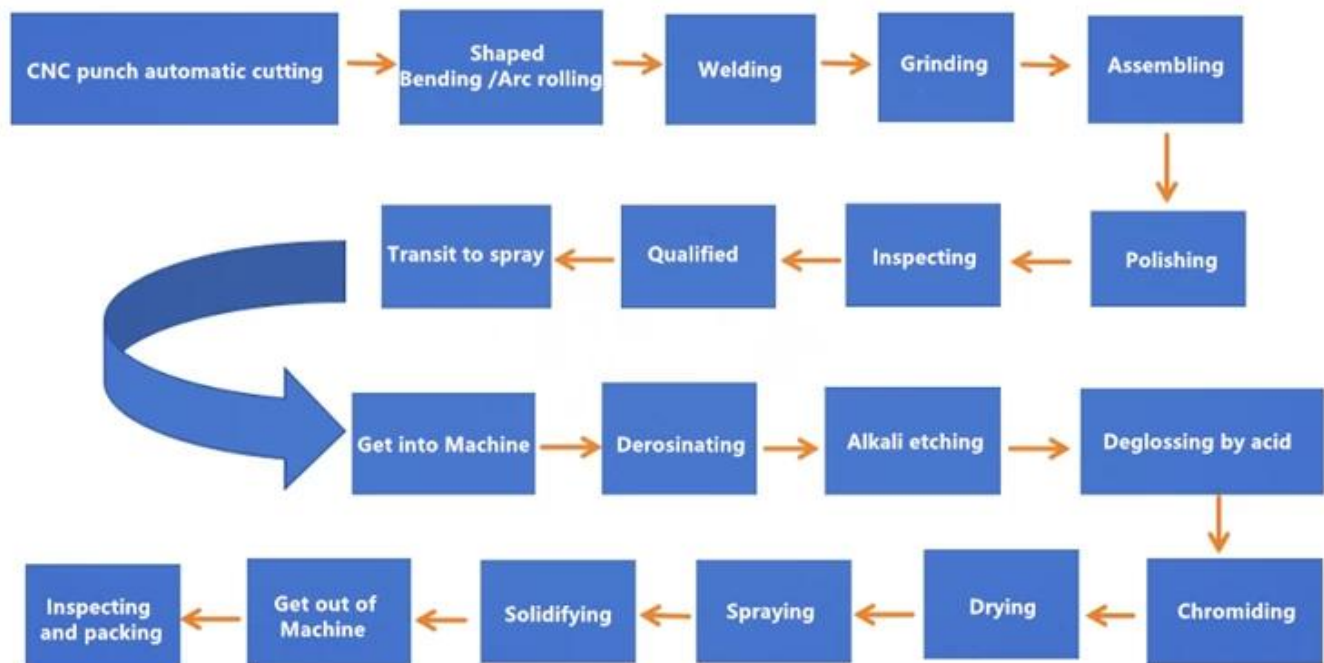 CNC punch automatic cutting
Shaped
Bending /Arc rolling
Welding
Grinding
Assembling
Polishing
Inspecting
Qualified
Transit to spray
Get into Machine
Derosinating
Alkali etching
Deglossing by acid
Chromiding
Drying
Spraying
Solidifying
Get out of
Machine
Inspecting
and packing